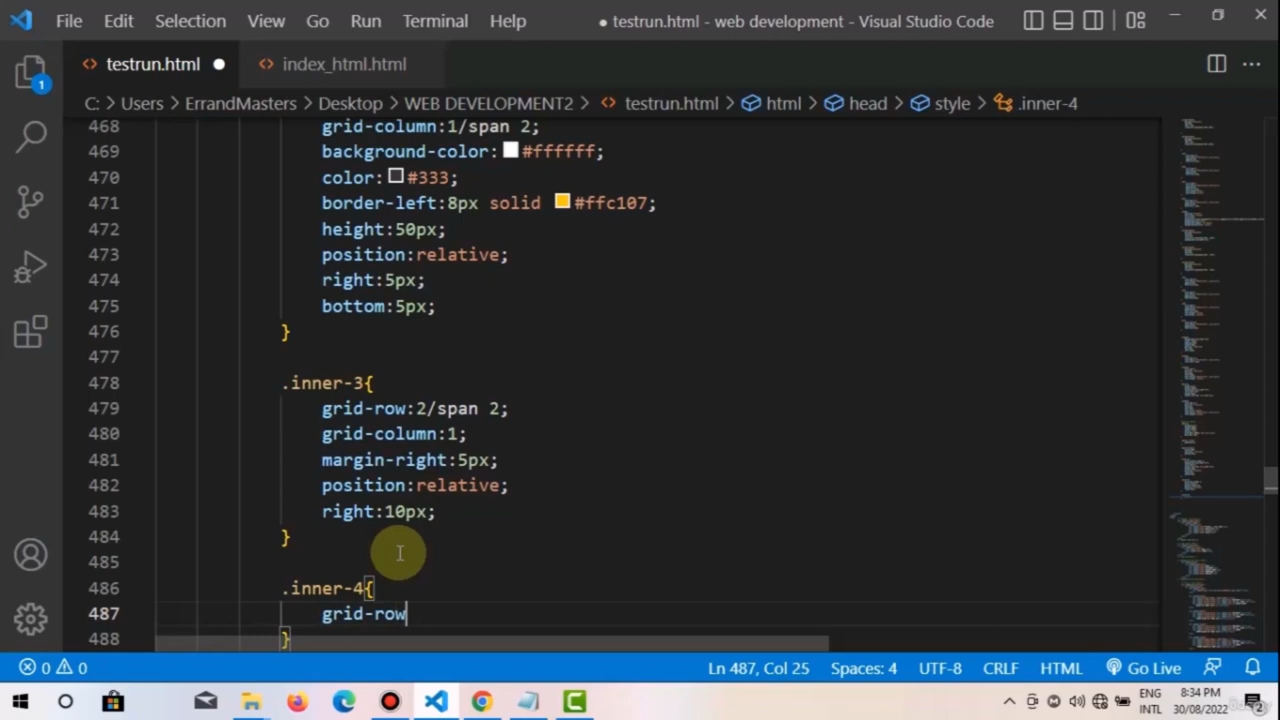 File Edit Selection View Go Run Terminal Help ● testrun.html - web development - Visual Studio Code
testrun.html ● index_html.html
1
C: > Users > ErrandMasters > Desktop > WEB DEVELOPMENT2 > testrun.html > html > head > style > .inner-4
468 grid-column:1/span 2;
469 background-color:#ffffff;
470 color:#333;
471 border-left:8px solid #ffc107;
472 height:50px;
473 position:relative;
474 right:5px;
475 bottom:5px;
476 }
477
478 .inner-3{
479 grid-row:2/span 2;
480 grid-column:1;
481 margin-right:5px;
482 position:relative;
483 right:10px;
484 }
485
486 .inner-4{
487 grid-row
488 }
0 0 Ln 487, Col 25 Spaces: 4 UTF-8 CRLF HTML Go Live
ENG 8:34 PM
INTL 30/08/2022 2